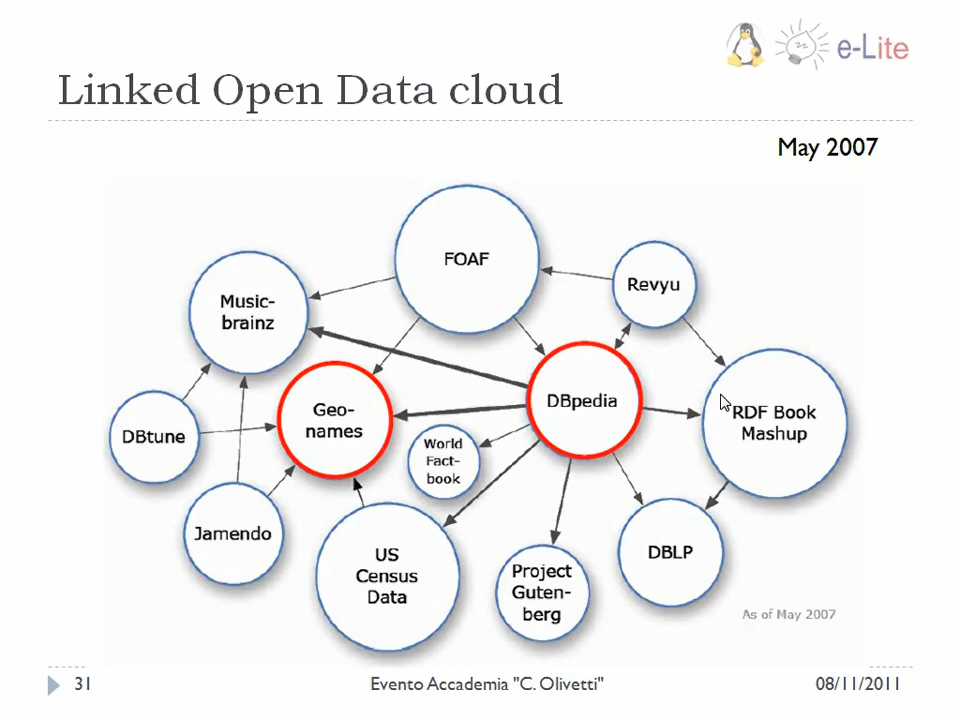 e-Lite
Linked Open Data cloud
May 2007
FOAF
Revyu
Music-
brainz
DBpedia
Geo-
names
RDF Book
Mashup
DBtune
World
Fact-
book
Jamendo
US
Census
Data
Project
Guten-
berg
DBLP
As of May 2007
31
Evento Accademia "C. Olivetti"
08/11/2011